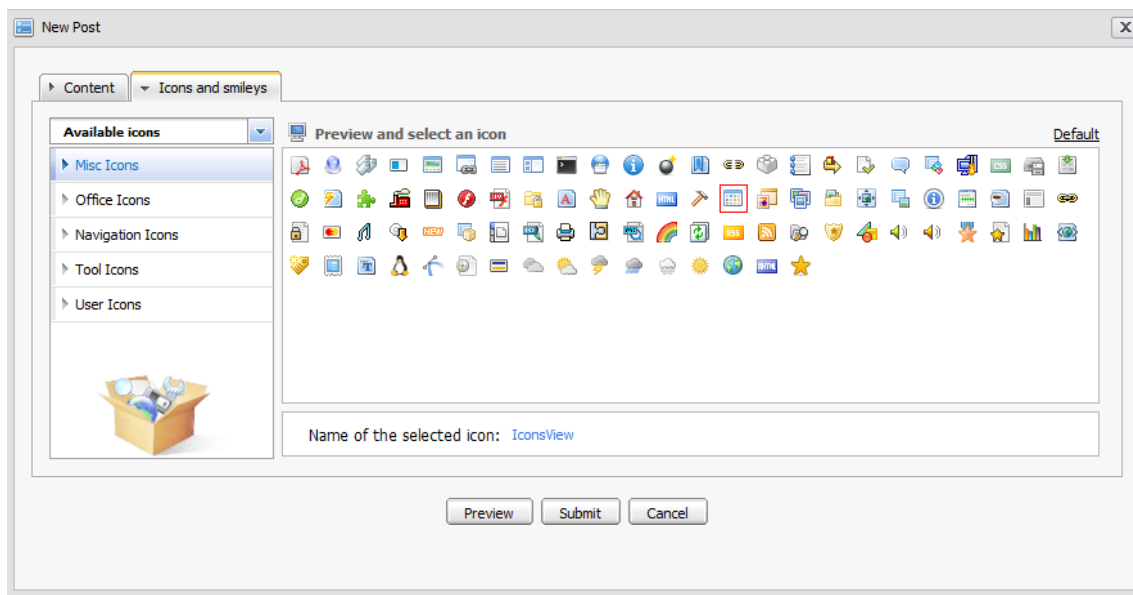 New Post
X
Content
Icons and smileys
Available icons
Preview and select an icon
Default
Misc Icons
Office Icons
Navigation Icons
Tool Icons
User Icons
Name of the selected icon: IconsView
Preview
Submit
Cancel